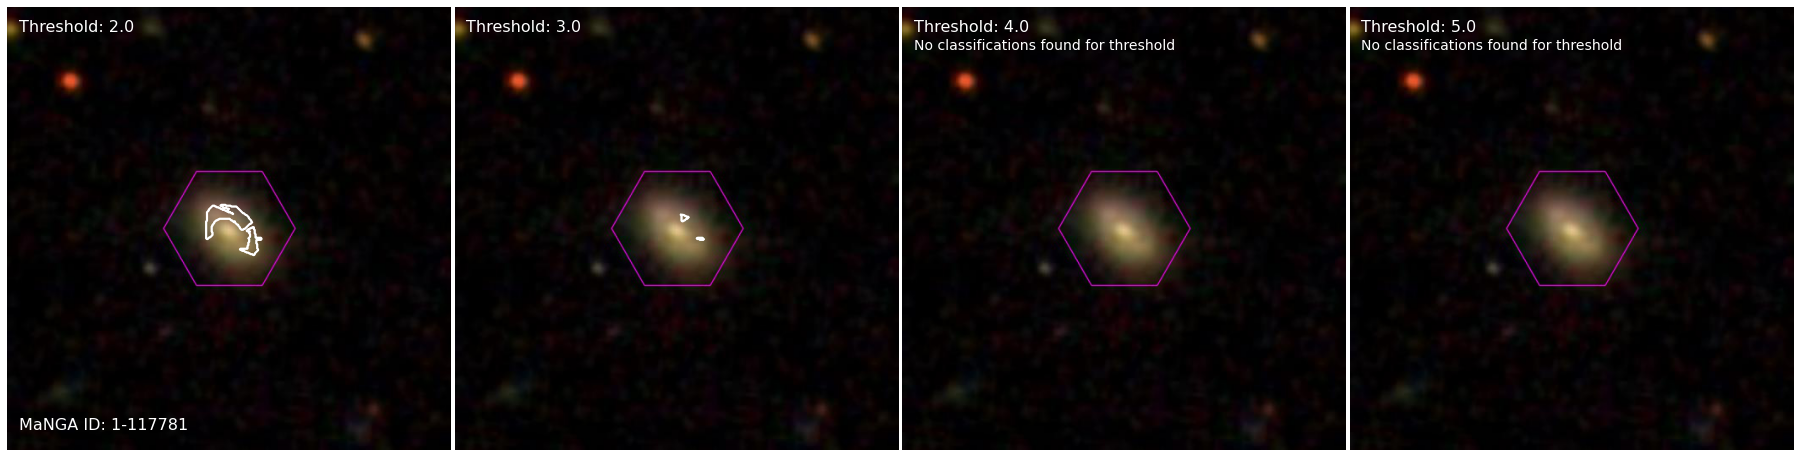 Threshold: 2.0
MaNGA ID: 1-117781
Threshold: 3.0
Threshold: 4.0
No classifications found for threshold
Threshold: 5.0
No classifications found for threshold